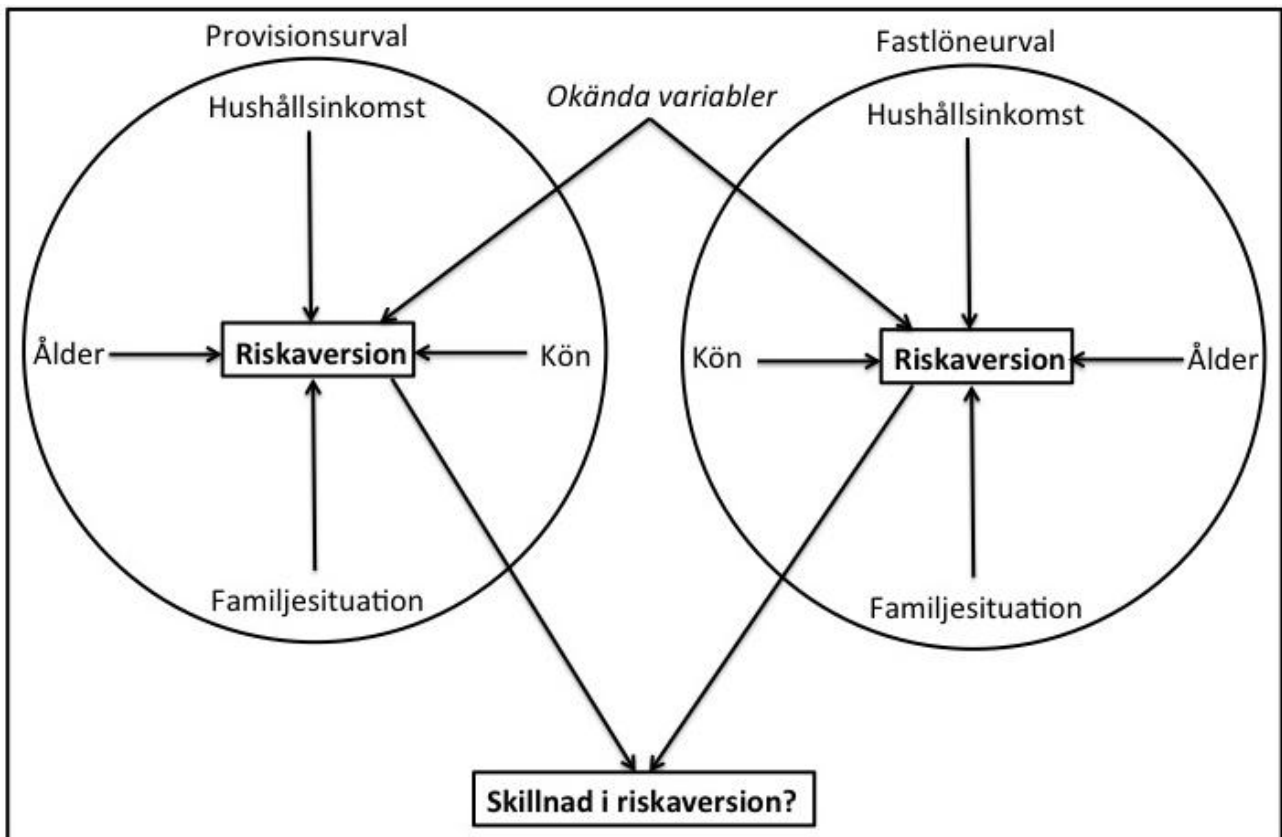 Provisionsurval
Fastlöneurval
Hushållsinkomst
Okända variabler
Hushållsinkomst
Ålder
Riskaversion
Kön
Kön
Riskaversion
Ålder
Familjesituation
Familjesituation
Skillnad i riskaversion?